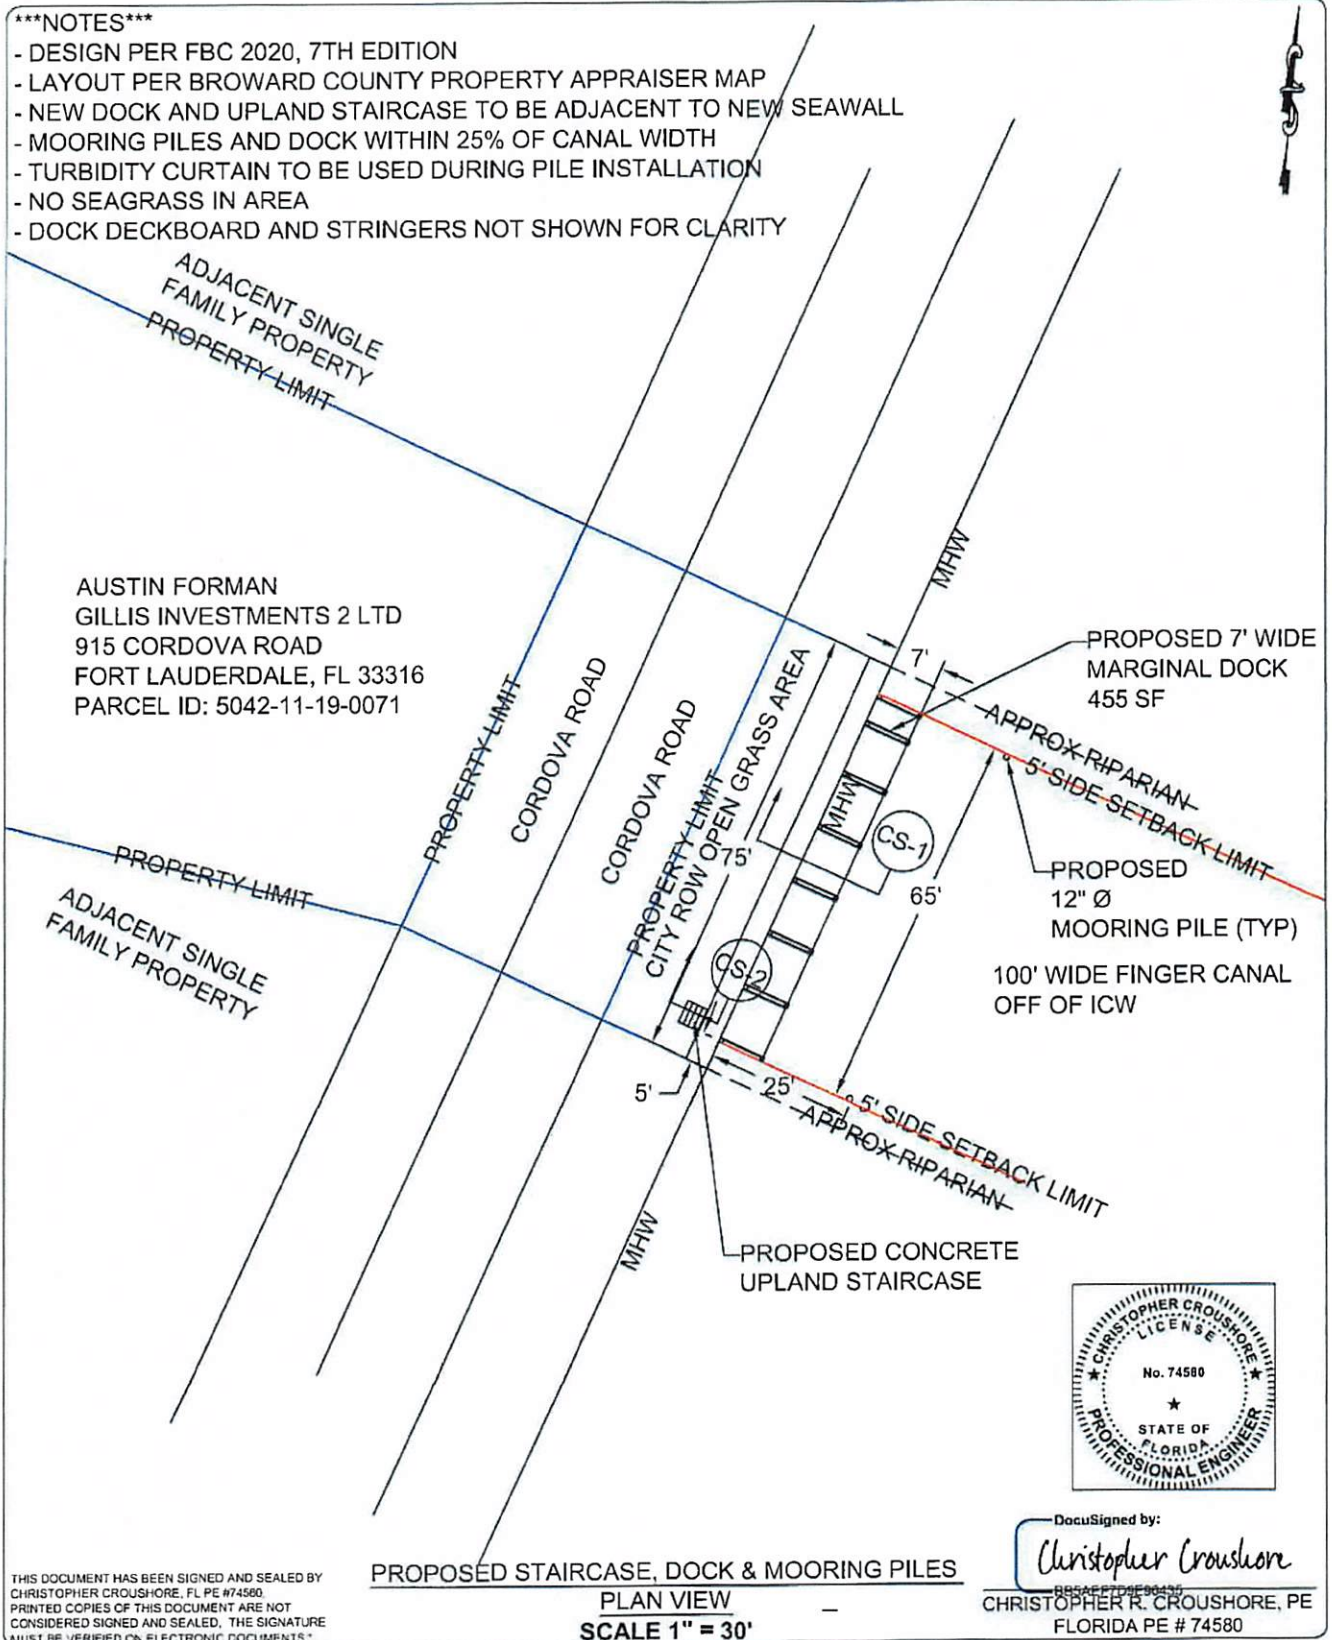 ***NOTES***
- DESIGN PER FBC 2020, 7TH EDITION
- LAYOUT PER BROWARD COUNTY PROPERTY APPRAISER MAP
- NEW DOCK AND UPLAND STAIRCASE TO BE ADJACENT TO NEW SEAWALL
- MOORING PILES AND DOCK WITHIN 25% OF CANAL WIDTH
- TURBIDITY CURTAIN TO BE USED DURING PILE INSTALLATION
- NO SEAGRASS IN AREA
- DOCK DECKBOARD AND STRINGERS NOT SHOWN FOR CLARITY
ADJACENT SINGLE
FAMILY PROPERTY
PROPERTY LIMIT
AUSTIN FORMAN
GILLIS INVESTMENTS 2 LTD
915 CORDOVA ROAD
FORT LAUDERDALE, FL 33316
PARCEL ID: 5042-11-19-0071
PROPERTY LIMIT
ADJACENT SINGLE
FAMILY PROPERTY
PROPERTY LIMIT
CORDOVA ROAD
CORDOVA ROAD
PROPERTY LIMIT
CITY ROW OPEN GRASS AREA
75'
MHW
MHW
7'
PROPOSED 7' WIDE
MARGINAL DOCK
455 SF
APPROX RIPARIAN
5' SIDE SETBACK LIMIT
CS-1
65'
PROPOSED
12" Ø
MOORING PILE (TYP)
100' WIDE FINGER CANAL
OFF OF ICW
CS-2
5'
25'
5' SIDE SETBACK LIMIT
APPROX RIPARIAN
MHW
PROPOSED CONCRETE
UPLAND STAIRCASE
CHRISTOPHER CROUSHORE
LICENSE
No. 74580
STATE OF
FLORIDA
PROFESSIONAL ENGINEER
DocuSigned by:
Christopher Croushore
CHRISTOPHER R. CROUSHORE, PE
FLORIDA PE # 74580
PROPOSED STAIRCASE, DOCK & MOORING PILES
PLAN VIEW
SCALE 1" = 30'
THIS DOCUMENT HAS BEEN SIGNED AND SEALED BY
CHRISTOPHER CROUSHORE, FL PE #74580.
PRINTED COPIES OF THIS DOCUMENT ARE NOT
CONSIDERED SIGNED AND SEALED, THE SIGNATURE
MUST BE VERIFIED ON ELECTRONIC DOCUMENTS."